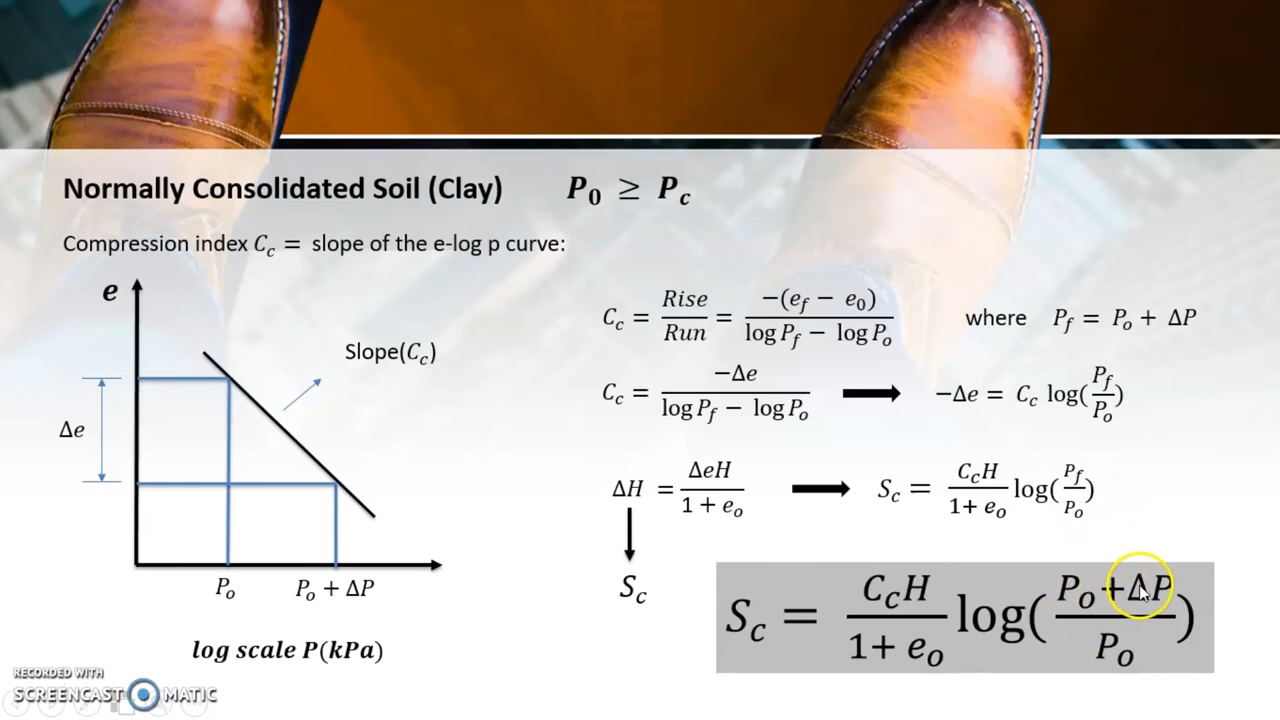 Normally Consolidated Soil (Clay) P₀ ≥ P_c
Compression index C_c = slope of the e-log p curve:
e
Slope(C_c)
Δe
P_o P_o + ΔP
log scale P(kPa)
C_c = Rise/Run = −(e_f − e_0)/(log P_f − log P_o) where P_f = P_o + ΔP
C_c = −Δe/(log P_f − log P_o) −Δe = C_c log(P_f/P_o)
ΔH = ΔeH/(1 + e_o) S_c = C_cH/(1+ e_o) log(P_f/P_o)
S_c
S_c = C_cH/(1+ e_o) log((P_o+ΔP)/P_o)
RECORDED WITH
SCREENCAST MATIC